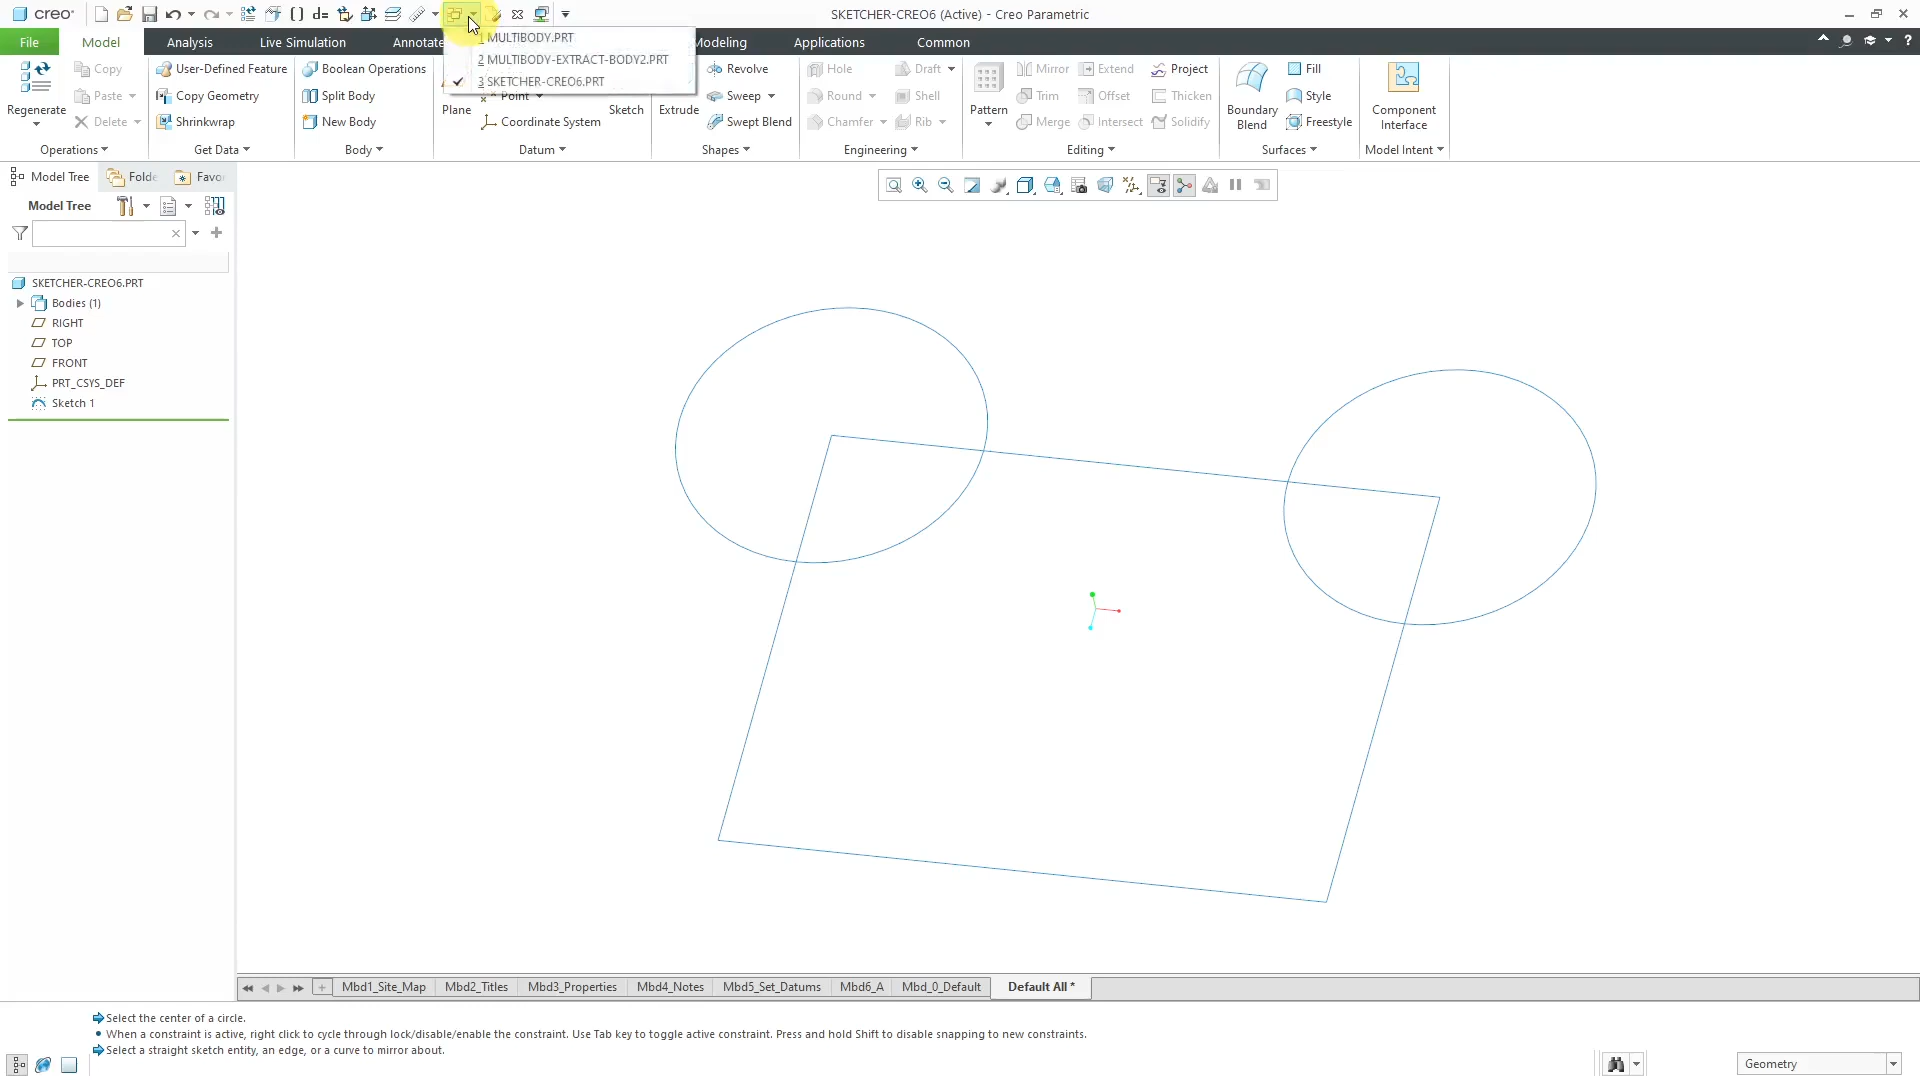 creo
SKETCHER-CREO6 (Active) - Creo Parametric
File
Model
Analysis
Live Simulation
Annotate
Modeling
Applications
Common
1 MULTIBODY.PRT
2 MULTIBODY-EXTRACT-BODY2.PRT
3 SKETCHER-CREO6.PRT
Regenerate
Copy
Paste
Delete
Operations
User-Defined Feature
Copy Geometry
Shrinkwrap
Get Data
Boolean Operations
Split Body
New Body
Body
Plane
Point
Coordinate System
Sketch
Datum
Extrude
Revolve
Sweep
Swept Blend
Shapes
Hole
Round
Chamfer
Draft
Shell
Rib
Engineering
Pattern
Mirror
Trim
Merge
Extend
Offset
Intersect
Project
Thicken
Solidify
Editing
Boundary
Blend
Fill
Style
Freestyle
Surfaces
Component
Interface
Model Intent
Model Tree
Folde
Favo
Model Tree
SKETCHER-CREO6.PRT
Bodies (1)
RIGHT
TOP
FRONT
PRT_CSYS_DEF
Sketch 1
Mbd1_Site_Map
Mbd2_Titles
Mbd3_Properties
Mbd4_Notes
Mbd5_Set_Datums
Mbd6_A
Mbd_0_Default
Default All *
Select the center of a circle.
• When a constraint is active, right click to cycle through lock/disable/enable the constraint. Use Tab key to toggle active constraint. Press and hold Shift to disable snapping to new constraints.
Select a straight sketch entity, an edge, or a curve to mirror about.
Geometry